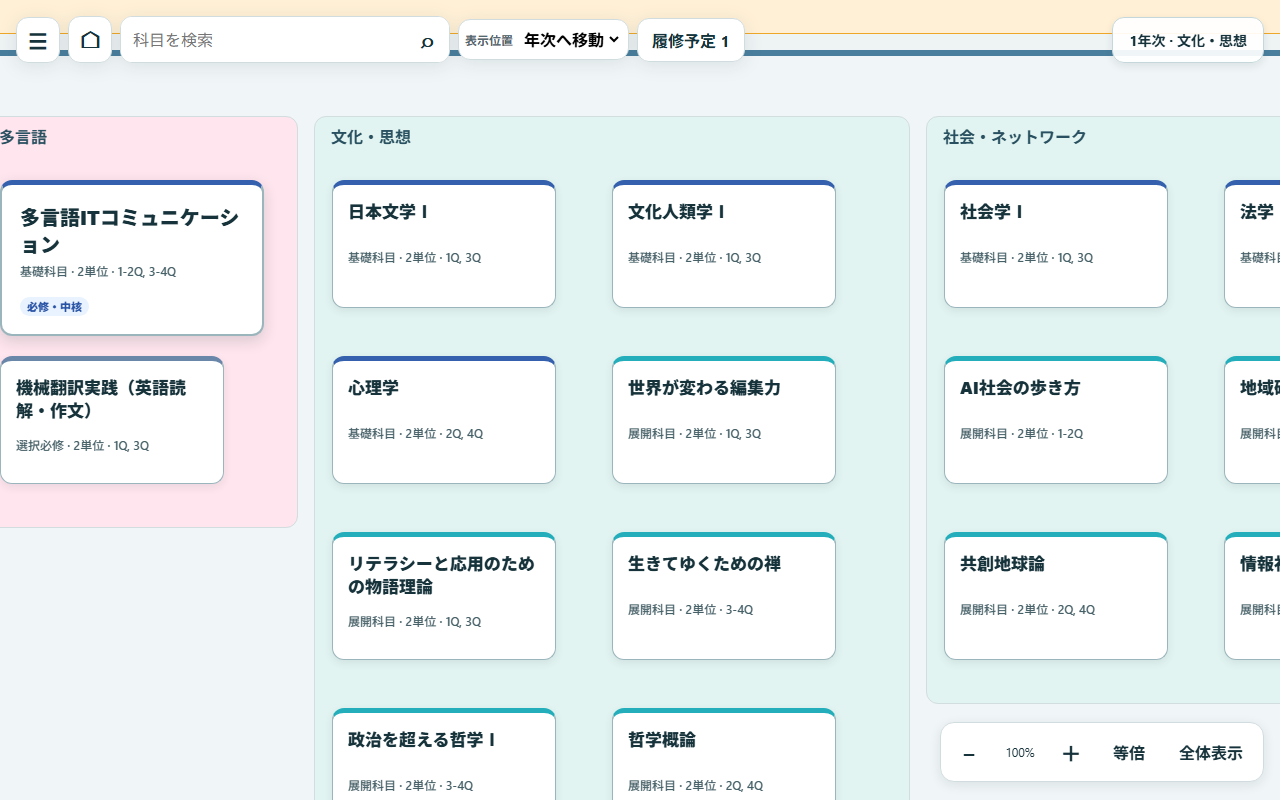 科目を検索
表示位置 年次へ移動
履修予定 1
1年次 · 文化・思想
多言語
多言語ITコミュニケーシ
ョン
基礎科目 · 2単位 · 1-2Q, 3-4Q
必修・中核
機械翻訳実践（英語読
解・作文）
選択必修 · 2単位 · 1Q, 3Q
文化・思想
日本文学Ⅰ
基礎科目 · 2単位 · 1Q, 3Q
文化人類学Ⅰ
基礎科目 · 2単位 · 1Q, 3Q
心理学
基礎科目 · 2単位 · 2Q, 4Q
世界が変わる編集力
展開科目 · 2単位 · 1Q, 3Q
リテラシーと応用のため
の物語理論
展開科目 · 2単位 · 1Q, 3Q
生きてゆくための禅
展開科目 · 2単位 · 3-4Q
政治を超える哲学Ⅰ
展開科目 · 2単位 · 3-4Q
哲学概論
展開科目 · 2単位 · 2Q, 4Q
社会・ネットワーク
社会学Ⅰ
基礎科目 · 2単位 · 1Q, 3Q
法学
基礎科
AI社会の歩き方
展開科目 · 2単位 · 1-2Q
地域
展開科
共創地球論
展開科目 · 2単位 · 2Q, 4Q
情報
展開科
− 100% ＋ 等倍 全体表示